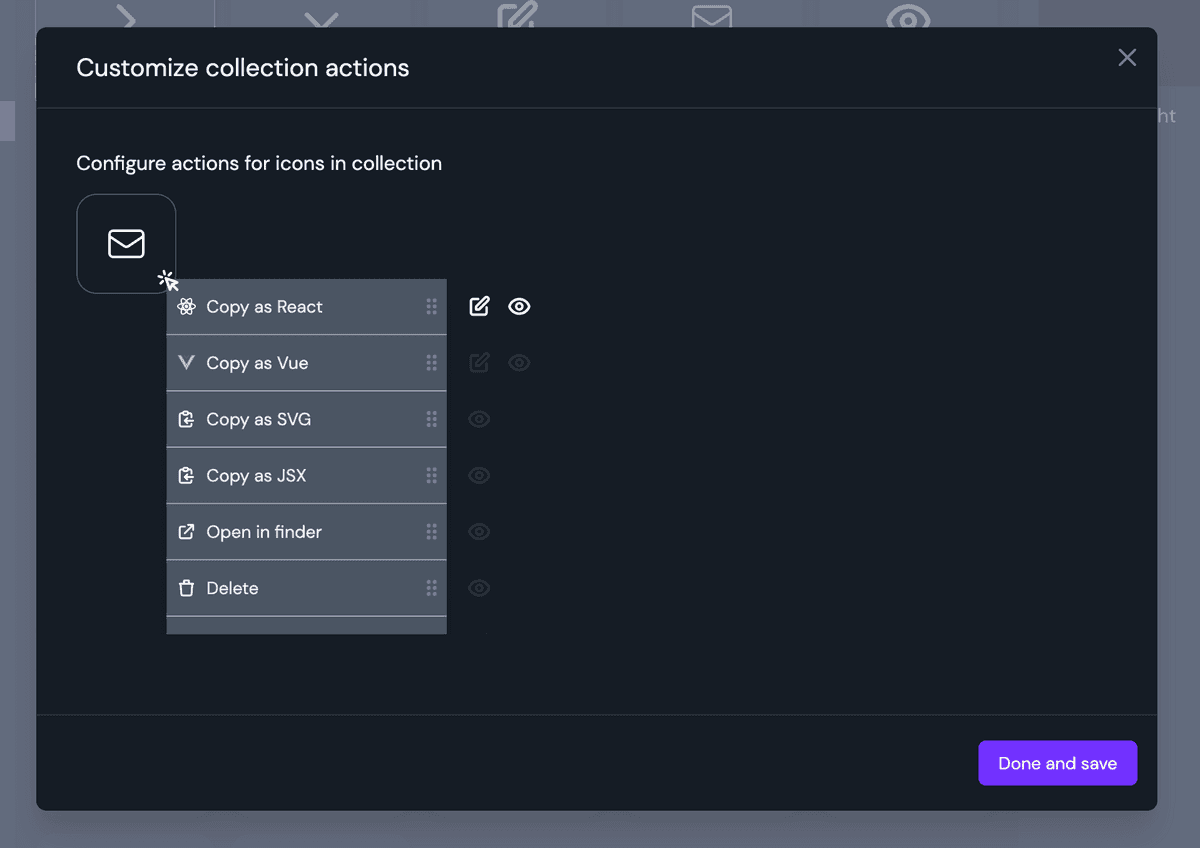 Customize collection actions
ht
Configure actions for icons in collection
Copy as React
Copy as Vue
Copy as SVG
Copy as JSX
Open in finder
Delete
Done and save